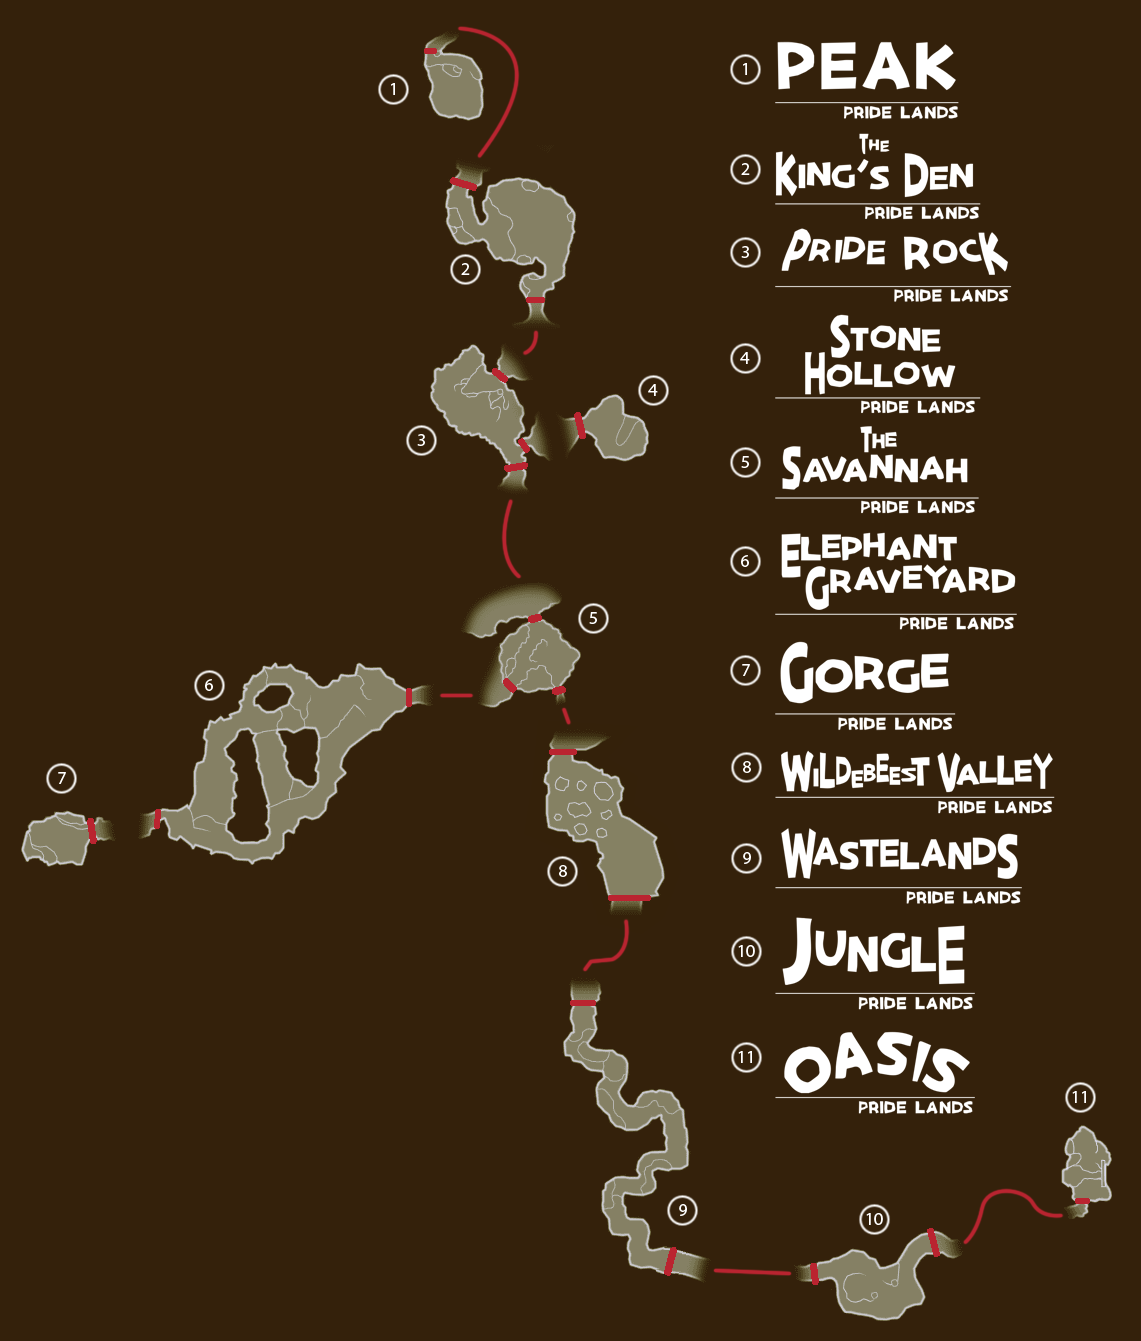 1
PEAK
PRIDE LANDS
2
THE
KING'S DEN
PRIDE LANDS
3
PRIDE ROCK
PRIDE LANDS
4
STONE
HOLLOW
PRIDE LANDS
5
THE
SAVANNAH
PRIDE LANDS
6
ELEPHANT
GRAVEYARD
PRIDE LANDS
7
GORGE
PRIDE LANDS
8
WILDEBEEST VALLEY
PRIDE LANDS
9
WASTELANDS
PRIDE LANDS
10
JUNGLE
PRIDE LANDS
11
OASIS
PRIDE LANDS
1
2
3
4
5
6
7
8
9
10
11